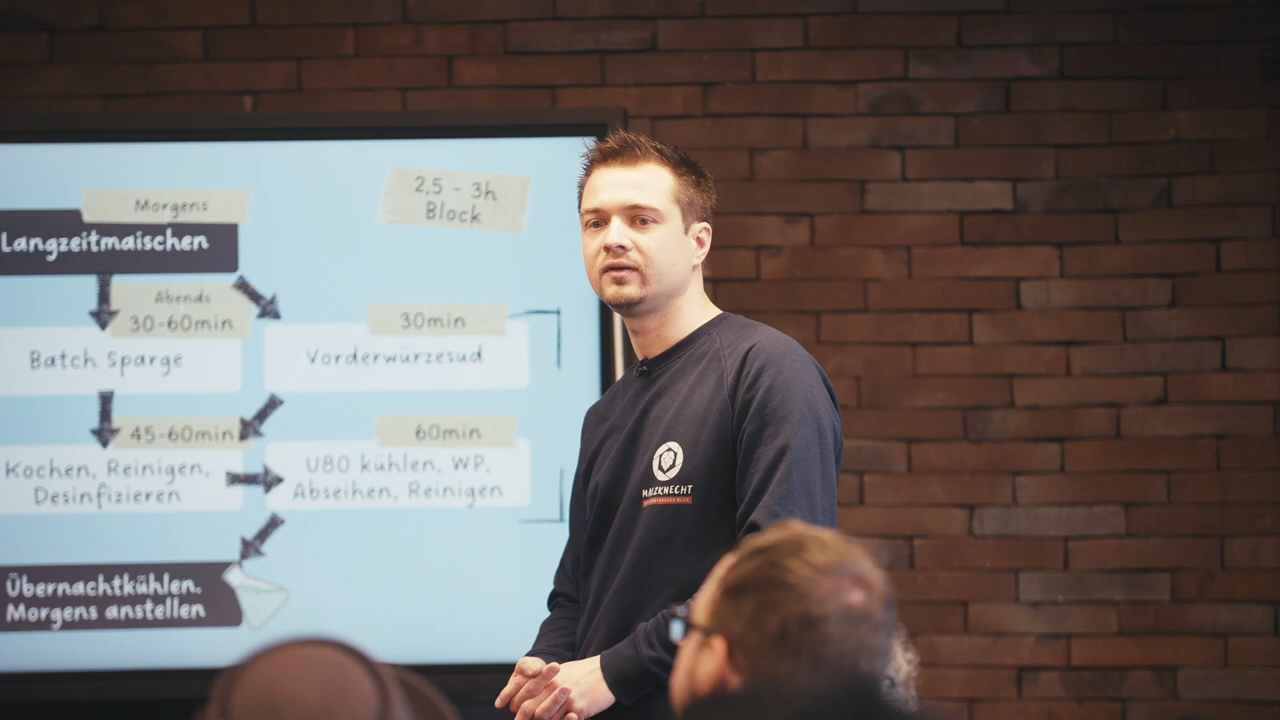 Morgens
Langzeitmaischen
2,5 - 3h
Block
Abends
30-60min
Batch Sparge
30min
Vorderwürzesud
45-60min
Kochen, Reinigen,
Desinfizieren
60min
U80 kühlen, WP,
Abseihen, Reinigen
Übernachtkühlen.
Morgens anstellen
MALZKNECHT